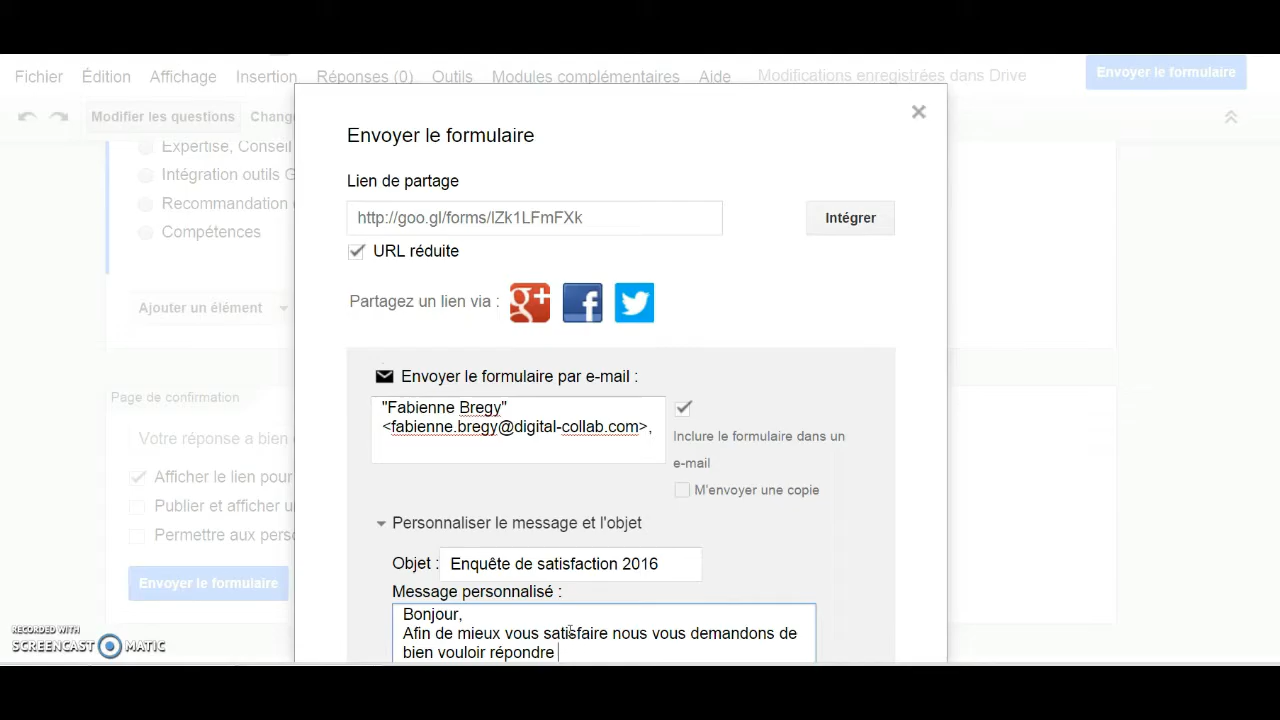 Fichier Édition Affichage Insertion Réponses (0) Outils Modules complémentaires Aide Modifications enregistrées dans Drive Envoyer le formulaire
Modifier les questions Chang
Envoyer le formulaire
Expertise, Conseil
Intégration outils G
Recommandation
Compétences
Ajouter un élément
Lien de partage
http://goo.gl/forms/lZk1LFmFXk Intégrer
URL réduite
Partagez un lien via :
Envoyer le formulaire par e-mail :
"Fabienne Bregy"
<fabienne.bregy@digital-collab.com>,
Inclure le formulaire dans un
e-mail
M'envoyer une copie
Page de confirmation
Votre réponse a bien
Afficher le lien pour
Publier et afficher
Permettre aux pers
Envoyer le formulaire
Personnaliser le message et l'objet
Objet : Enquête de satisfaction 2016
Message personnalisé :
Bonjour,
Afin de mieux vous satisfaire nous vous demandons de
bien vouloir répondre
RECORDED WITH
SCREENCAST MATIC